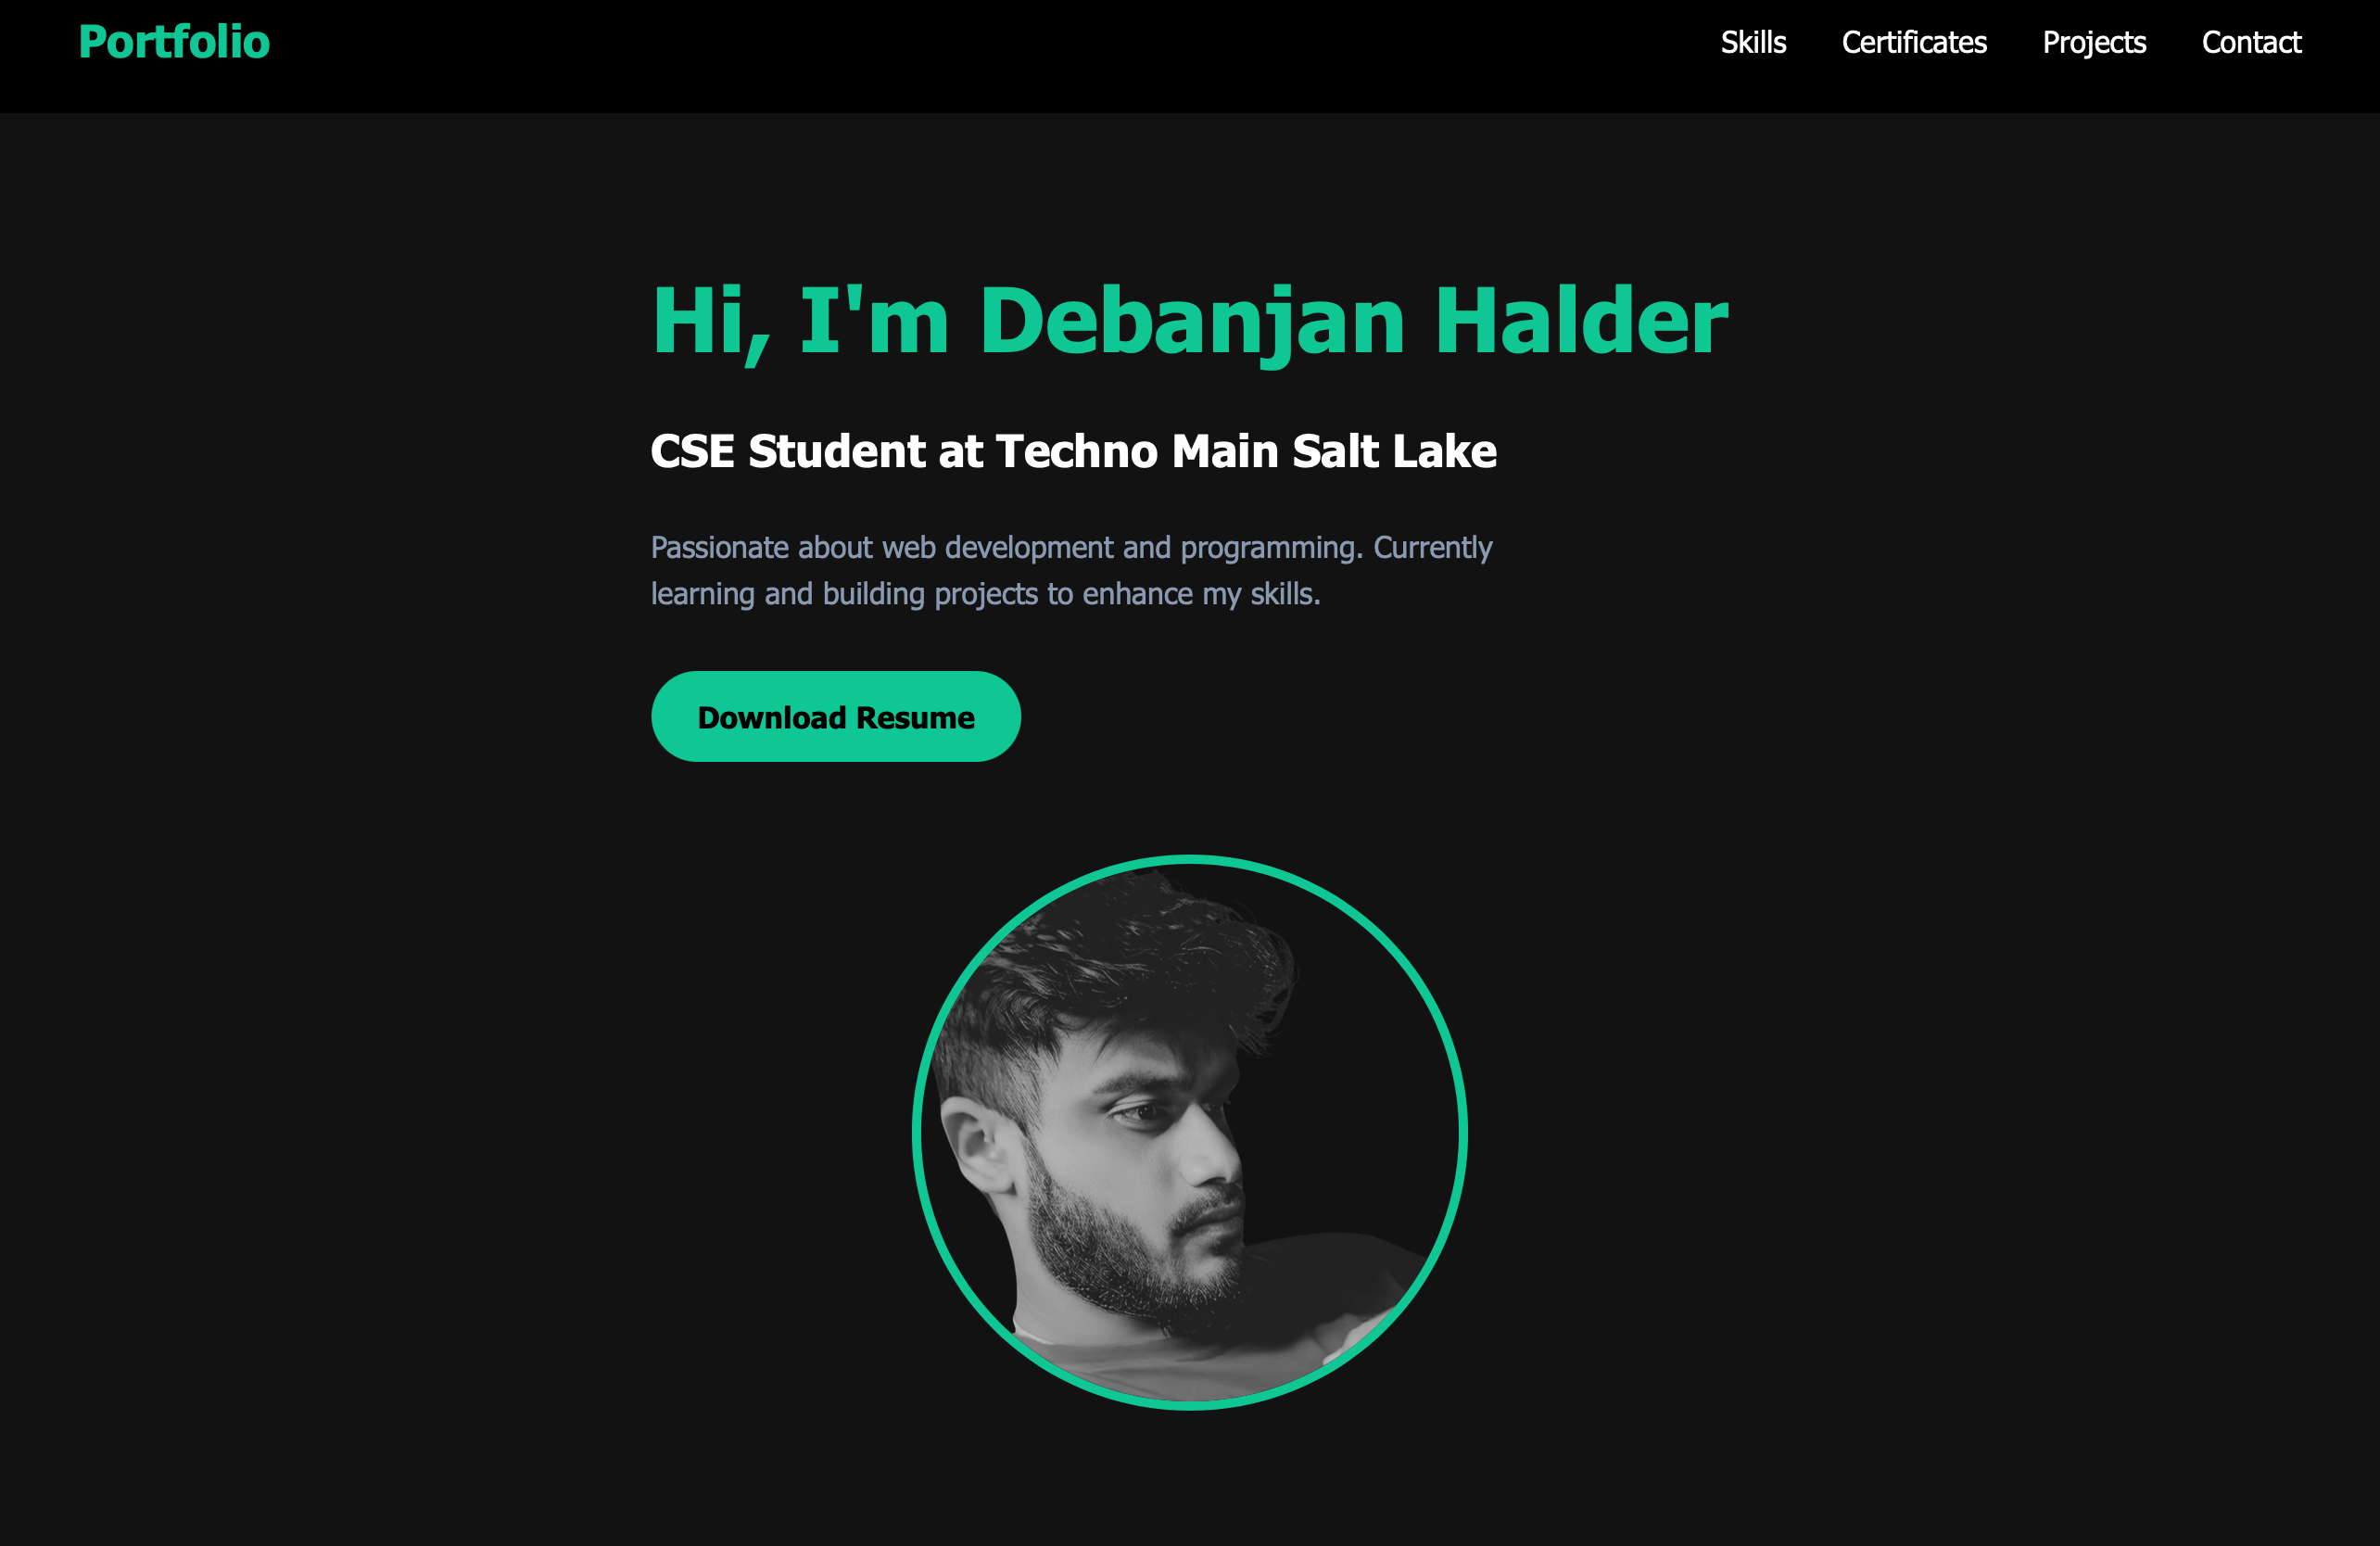 Portfolio
Skills Certificates Projects Contact
Hi, I'm Debanjan Halder
CSE Student at Techno Main Salt Lake
Passionate about web development and programming. Currently
learning and building projects to enhance my skills.
Download Resume